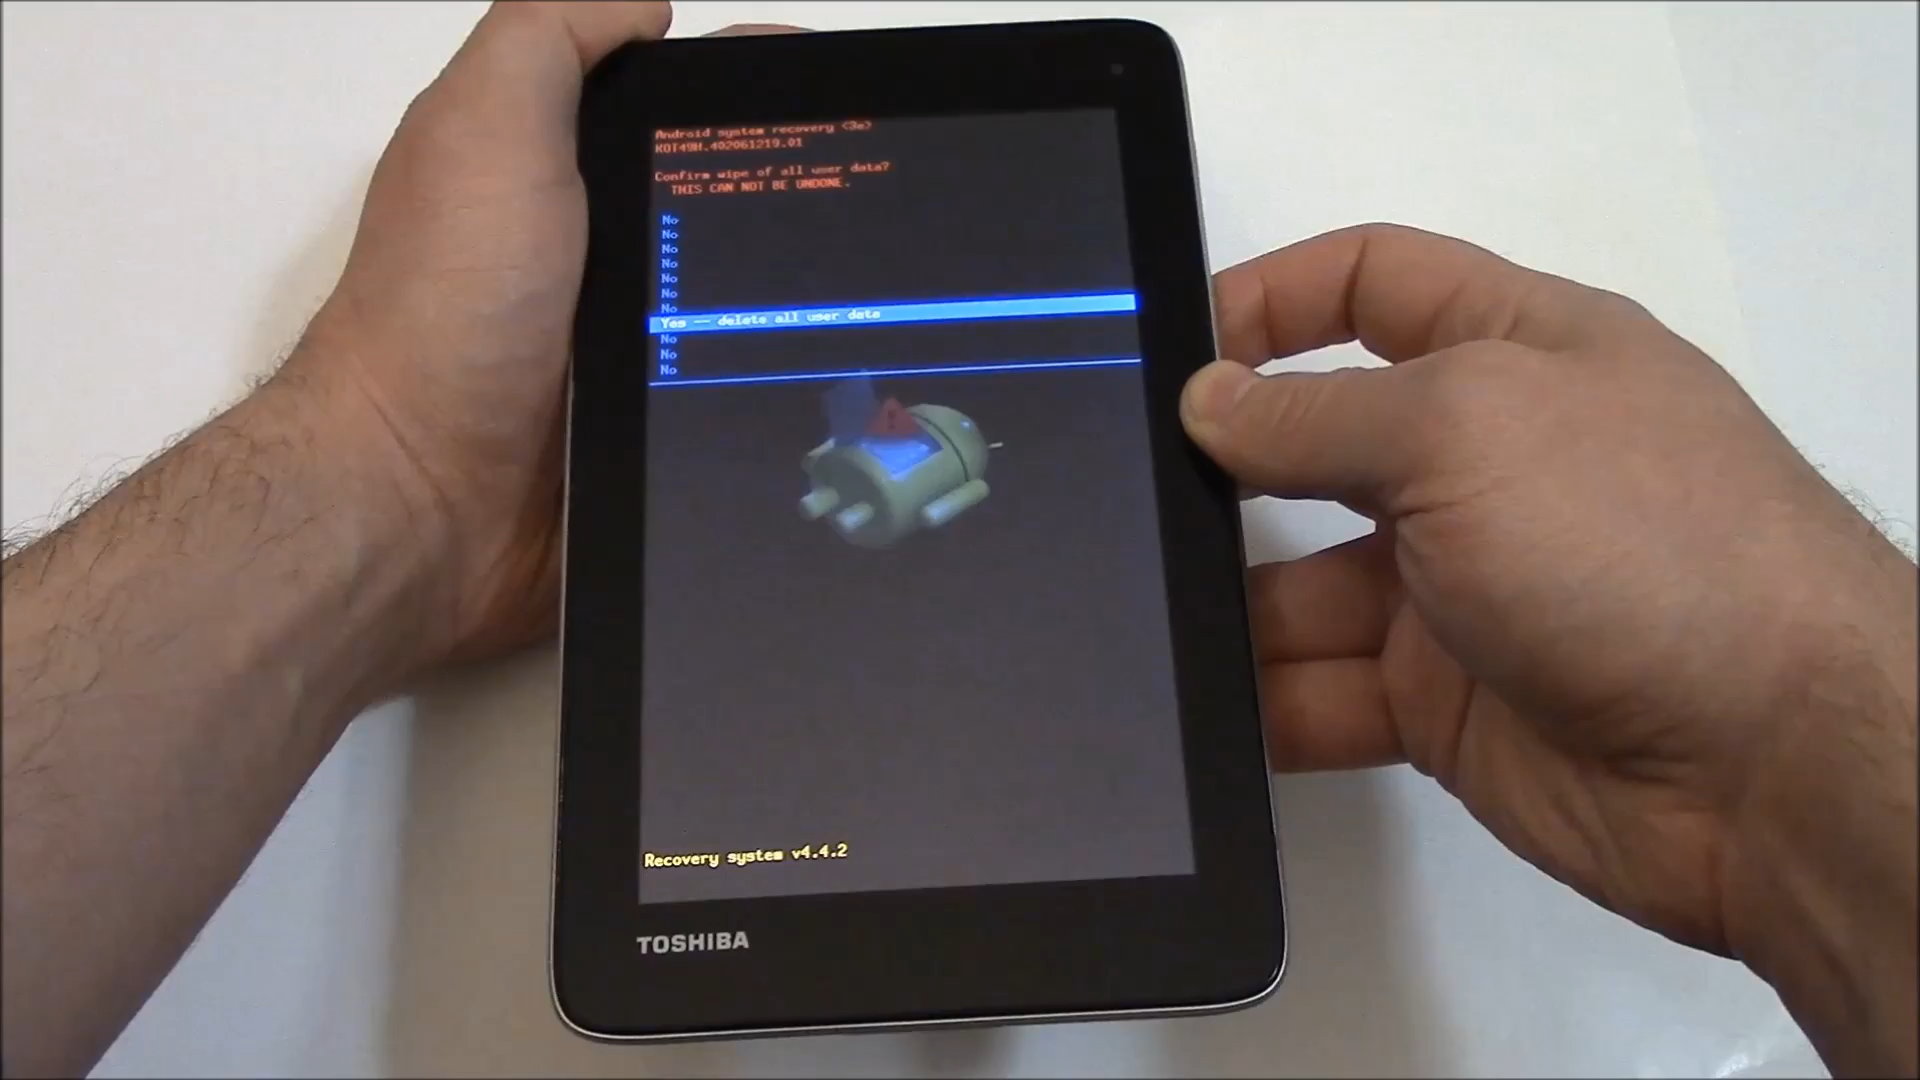 Android system recovery <3e>
KOT49H.402061219.01
Confirm wipe of all user data?
THIS CAN NOT BE UNDONE.
No
No
No
No
No
No
No
Yes -- delete all user data
No
No
No
Recovery system v4.4.2
TOSHIBA